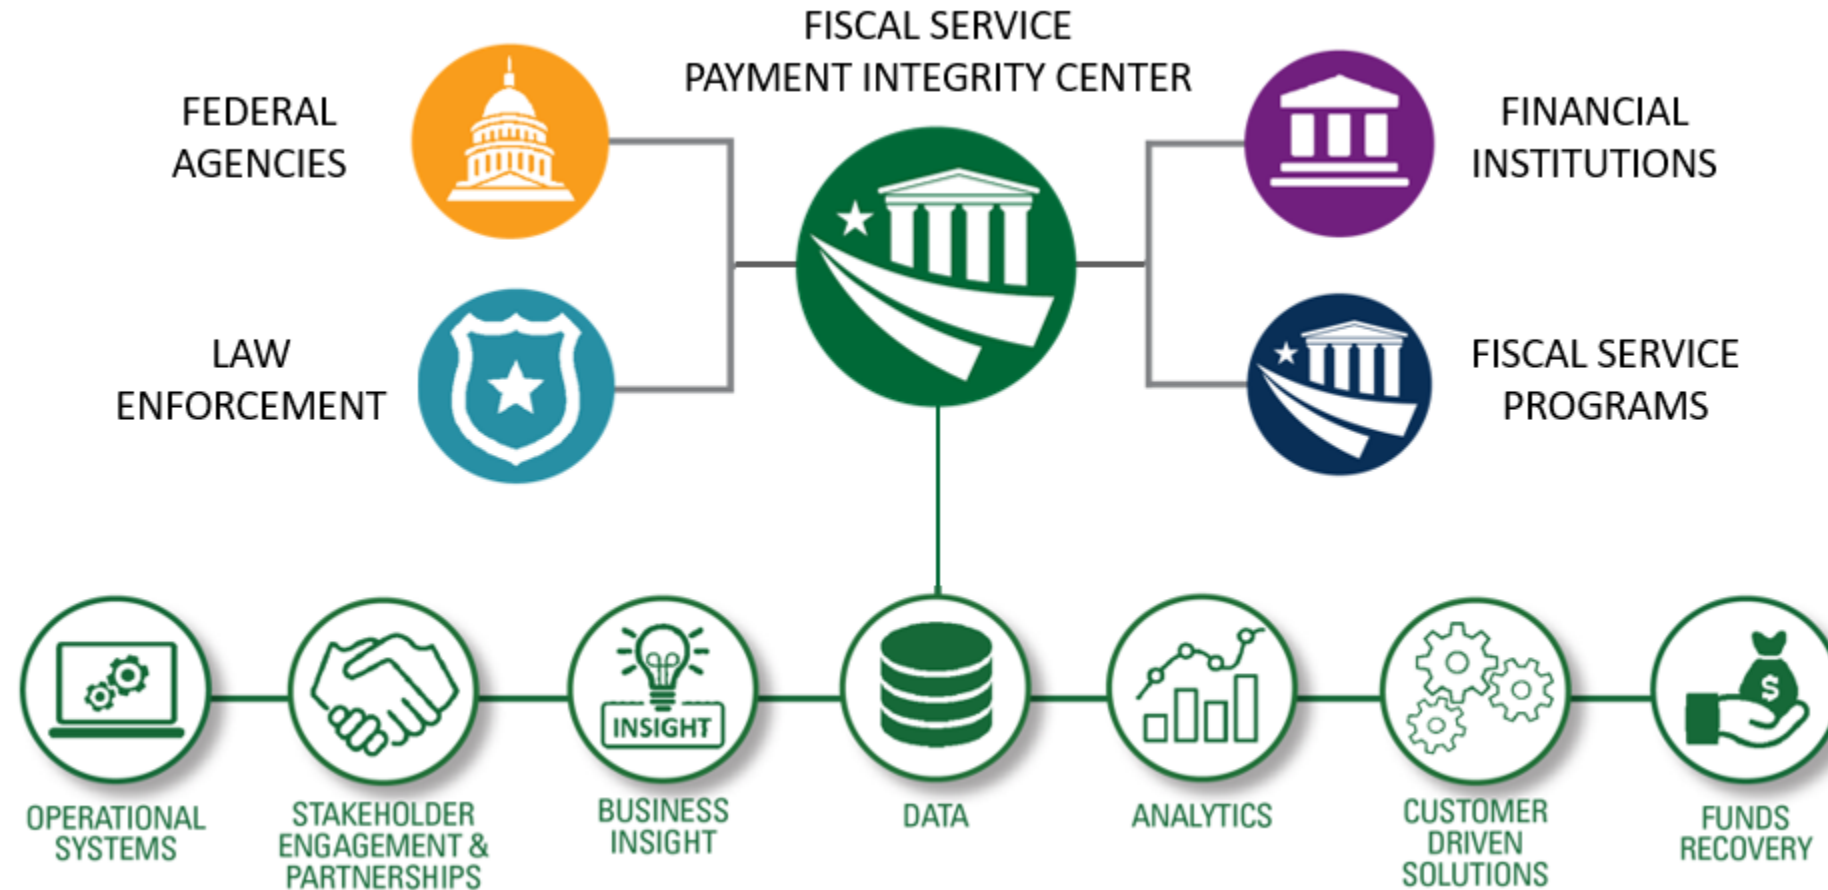 FISCAL SERVICE
PAYMENT INTEGRITY CENTER
FEDERAL
AGENCIES
FINANCIAL
INSTITUTIONS
LAW
ENFORCEMENT
FISCAL SERVICE
PROGRAMS
INSIGHT
$
OPERATIONAL
SYSTEMS
STAKEHOLDER
ENGAGEMENT &
PARTNERSHIPS
BUSINESS
INSIGHT
DATA
ANALYTICS
CUSTOMER
DRIVEN
SOLUTIONS
FUNDS
RECOVERY